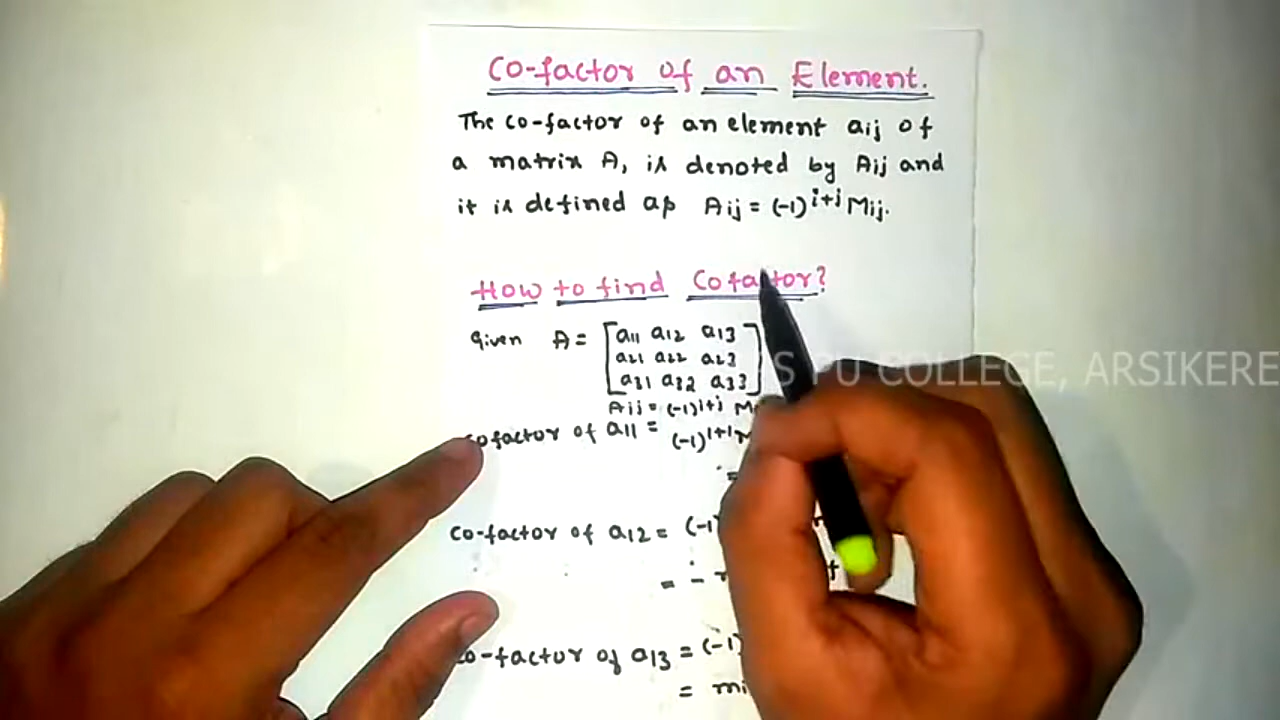 Co-factor of an Element.
The co-factor of an element aij of
a matrix A, is denoted by Aij and
it is defined as Aij = (-1)^i+j Mij.
How to find Cofactor?
Given A = [a11 a12 a13
a21 a22 a23
a31 a32 a33]
S PU COLLEGE, ARSIKERE
Aij = (-1)^i+j M
cofactor of a11 = (-1)^1+1 M
=
co-factor of a12 = (-1)
= -
co-factor of a13 = (-1)
= mi